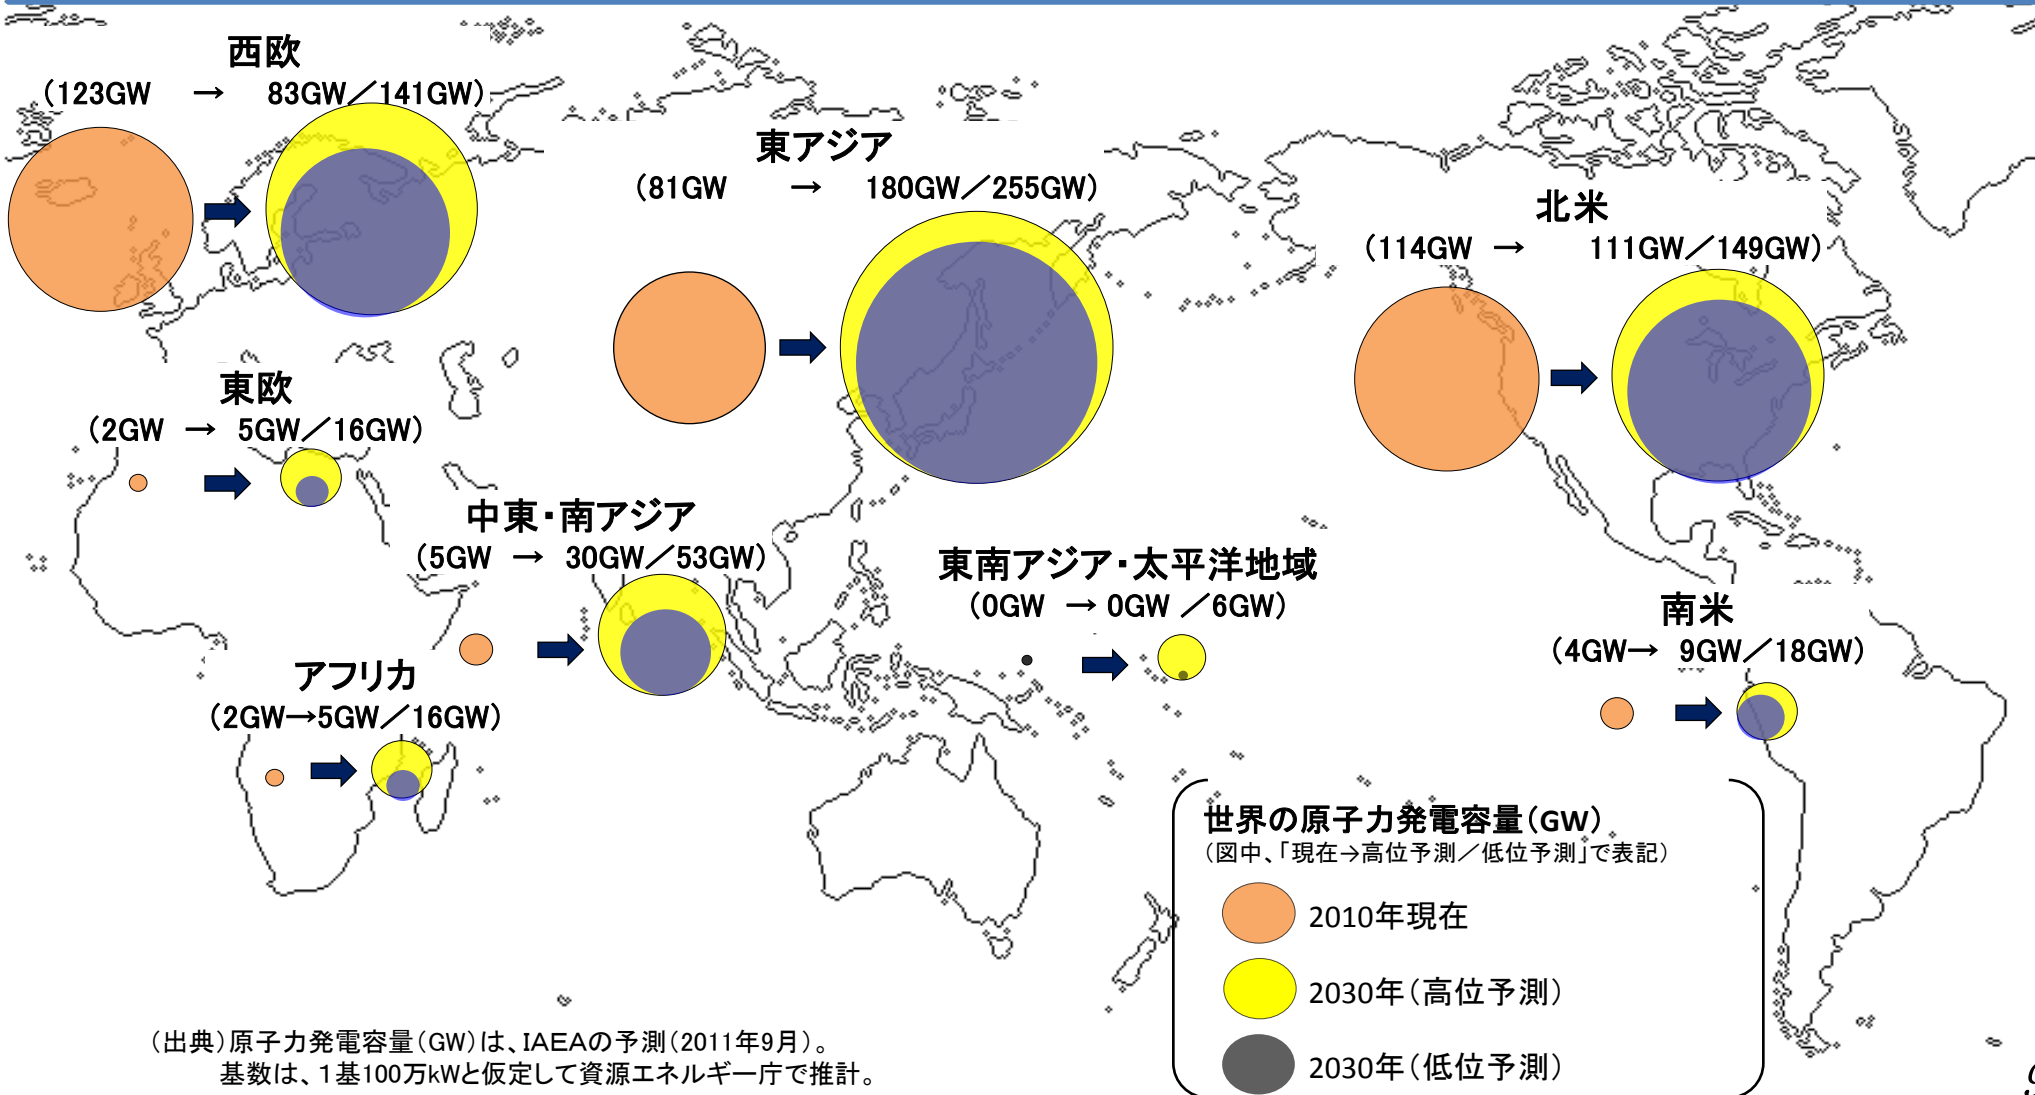 西欧
(123GW → 83GW／141GW)
東アジア
(81GW → 180GW／255GW)
北米
(114GW → 111GW／149GW)
東欧
(2GW → 5GW／16GW)
中東・南アジア
(5GW → 30GW／53GW)
東南アジア・太平洋地域
(0GW → 0GW ／6GW)
南米
(4GW→ 9GW／18GW)
アフリカ
(2GW→5GW／16GW)
世界の原子力発電容量(GW)
(図中、「現在→高位予測／低位予測」で表記)
2010年現在
2030年(高位予測)
2030年(低位予測)
(出典)原子力発電容量(GW)は、IAEAの予測(2011年9月)。
基数は、1基100万kWと仮定して資源エネルギー庁で推計。